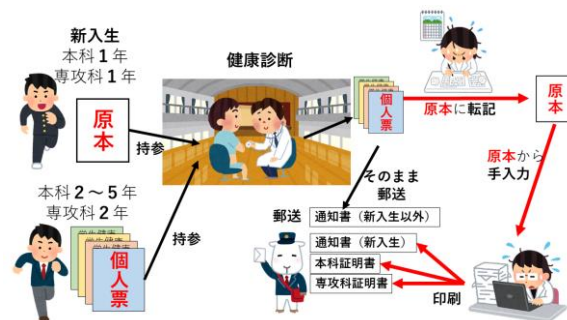 新入生
本科１年
専攻科１年
原本
持参
健康診断
個人票
原本に転記
原本
原本から
手入力
そのまま
郵送
本科２～５年
専攻科２年
個人票
持参
郵送
通知書（新入生以外）
通知書（新入生）
本科証明書
専攻科証明書
印刷